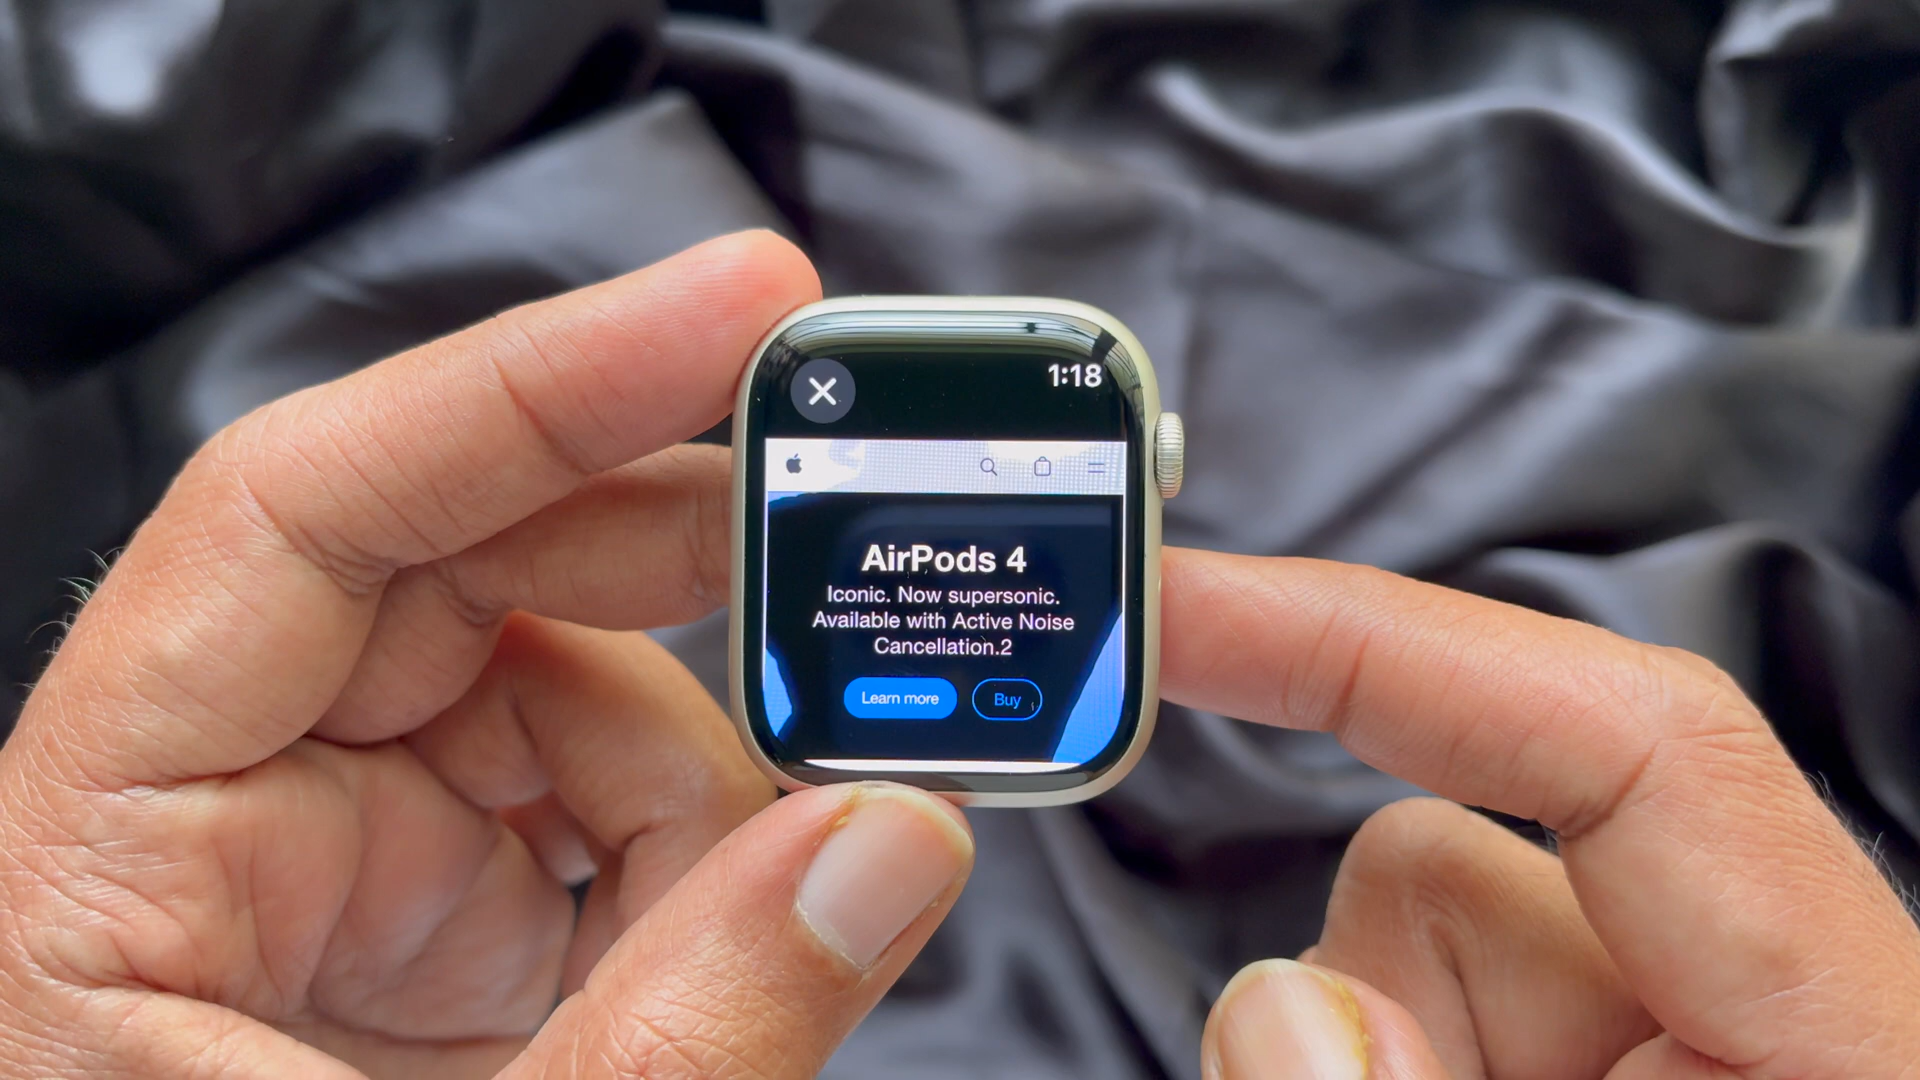 1:18
AirPods 4
Iconic. Now supersonic.
Available with Active Noise
Cancellation.2
Learn more
Buy